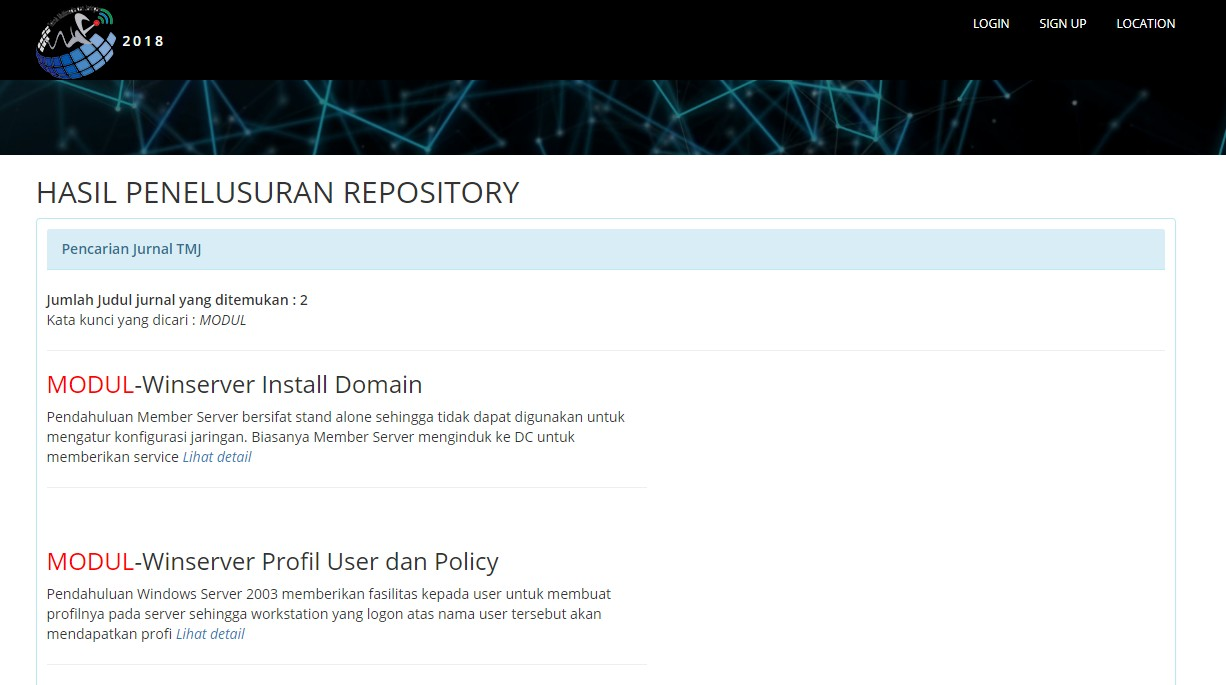 2018
LOGIN SIGN UP LOCATION
HASIL PENELUSURAN REPOSITORY
Pencarian Jurnal TMJ
Jumlah Judul jurnal yang ditemukan : 2
Kata kunci yang dicari : MODUL
MODUL-Winserver Install Domain
Pendahuluan Member Server bersifat stand alone sehingga tidak dapat digunakan untuk
mengatur konfigurasi jaringan. Biasanya Member Server menginduk ke DC untuk
memberikan service Lihat detail
MODUL-Winserver Profil User dan Policy
Pendahuluan Windows Server 2003 memberikan fasilitas kepada user untuk membuat
profilnya pada server sehingga workstation yang logon atas nama user tersebut akan
mendapatkan profi Lihat detail